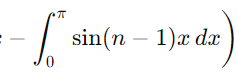 - \int_0^\pi \sin(n - 1)x \, dx \Big)